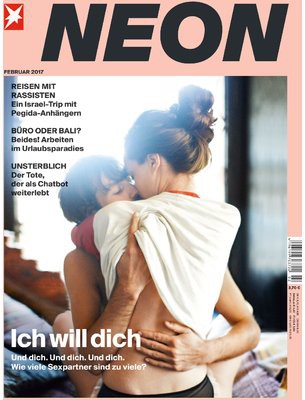 NEON
FEBRUAR 2017
REISEN MIT
RASSISTEN
Ein Israel-Trip mit
Pegida-Anhängern
BÜRO ODER BALI?
Beides! Arbeiten
im Urlaubsparadies
UNSTERBLICH
Der Tote,
der als Chatbot
weiterlebt
Ich will dich
Und dich. Und dich. Und dich.
Wie viele Sexpartner sind zu viele?